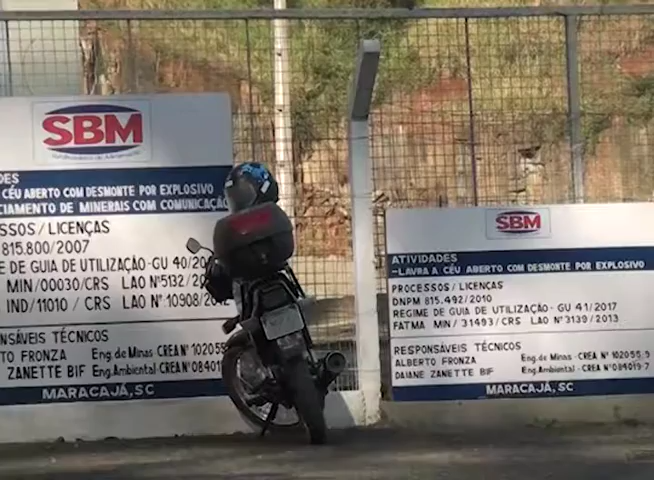 SBM
DES
CÉU ABERTO COM DESMONTE POR EXPLOSIVO
CIAMENTO DE MINERAIS COM COMUNICAÇÃO
ESSOS / LICENÇAS
815.800/2007
E DE GUIA DE UTILIZAÇÃO - GU 40/20
MIN/00030/CRS LAO Nº5132/20
IND/11010 / CRS LAO Nº 10908/2012
NSÁVEIS TÉCNICOS
TO FRONZA Eng.de Minas CREA Nº 102055
ZANETTE BIF Eng.Ambiental CREA Nº 08401
MARACAJÁ,SC
SBM
ATIVIDADES
-LAVRA A CÉU ABERTO COM DESMONTE POR EXPLOSIVO
PROCESSOS / LICENÇAS
DNPM 815.492/2010
REGIME DE GUIA DE UTILIZAÇÃO - GU 41/2017
FATMA MIN/ 31493/CRS LAO Nº 3139 /2013
RESPONSÁVEIS TÉCNICOS
ALBERTO FRONZA Eng.de Minas -CREA Nº 102055-9
DAIANE ZANETTE BIF Eng.Ambiental -CREA Nº 084019-7
MARACAJÁ,SC